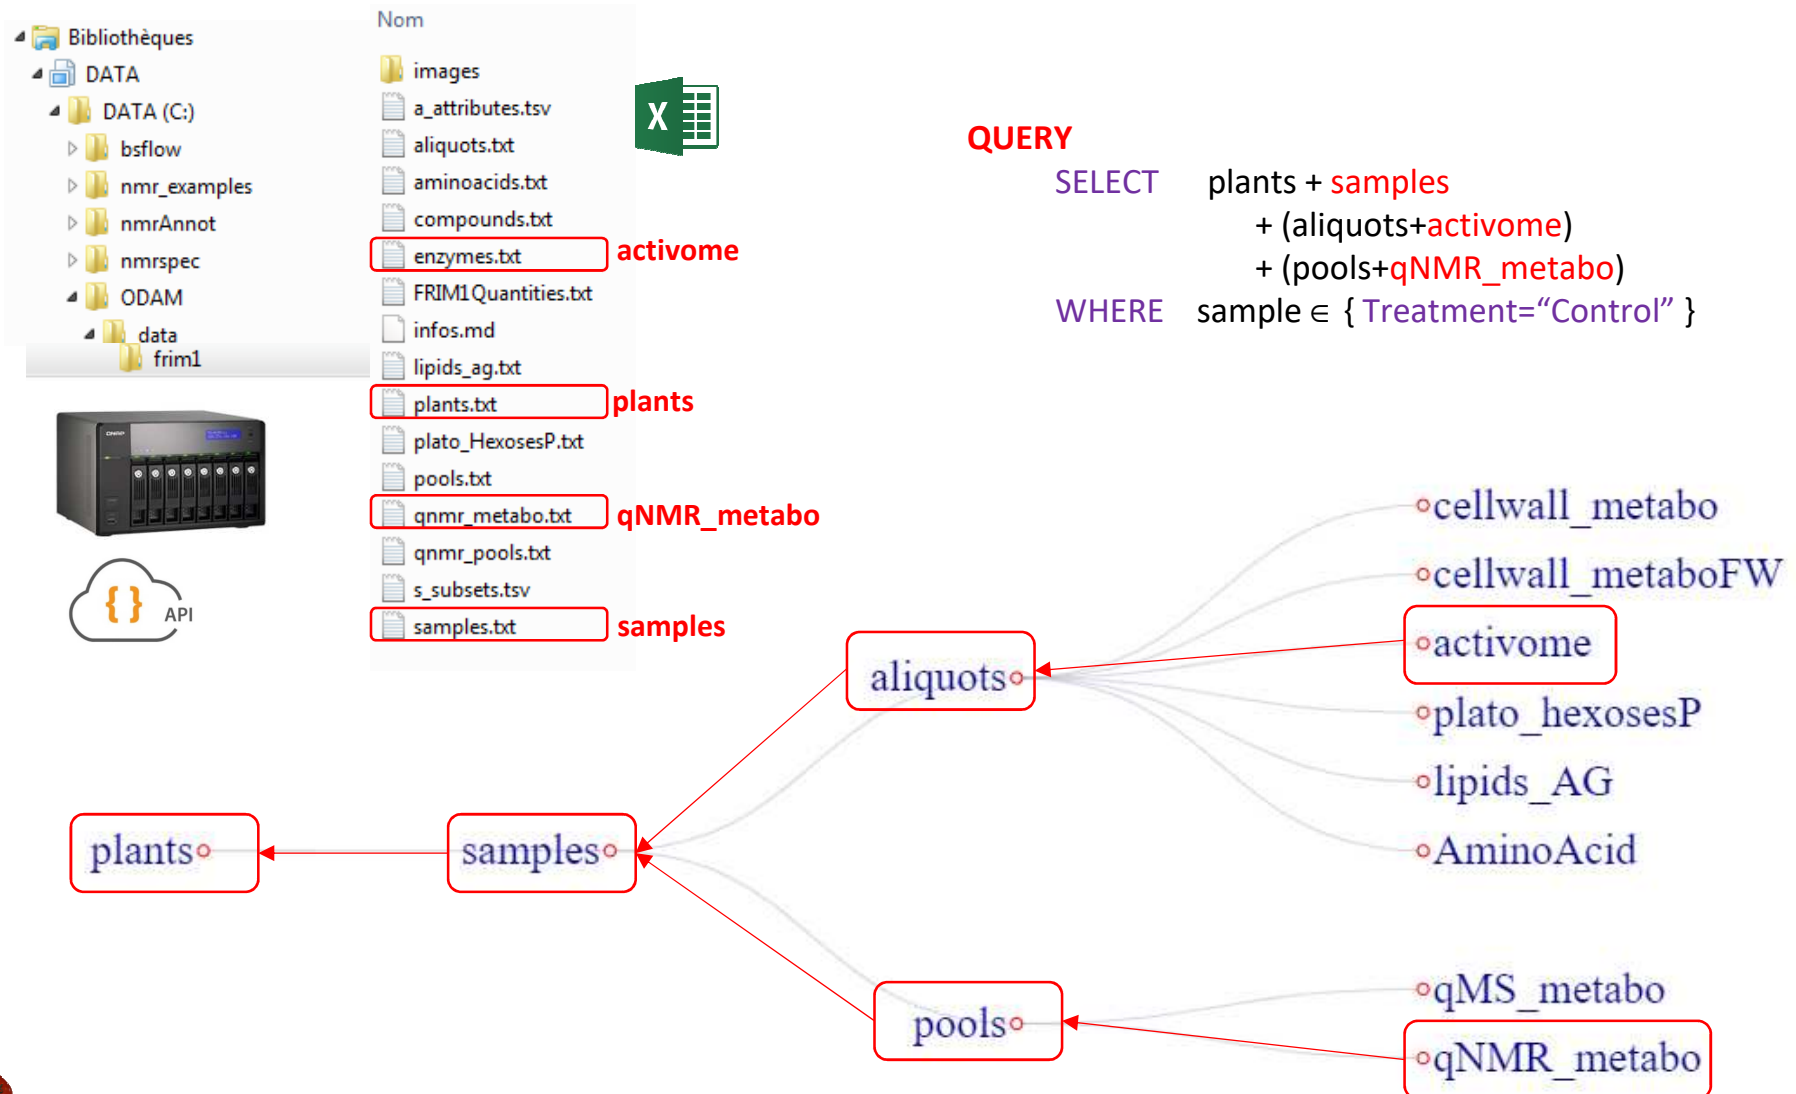 Bibliothèques
DATA
DATA (C:)
bsflow
nmr_examples
nmrAnnot
nmrspec
ODAM
data
frim1
API
Nom
images
a_attributes.tsv
aliquots.txt
aminoacids.txt
compounds.txt
enzymes.txt activome
FRIM1Quantities.txt
infos.md
lipids_ag.txt
plants.txt plants
plato_HexosesP.txt
pools.txt
qnmr_metabo.txt qNMR_metabo
qnmr_pools.txt
s_subsets.tsv
samples.txt samples
X
QUERY
SELECT plants + samples
+ (aliquots+activome)
+ (pools+qNMR_metabo)
WHERE sample ∈ { Treatment=“Control” }
plants
samples
aliquots
pools
cellwall_metabo
cellwall_metaboFW
activome
plato_hexosesP
lipids_AG
AminoAcid
qMS_metabo
qNMR_metabo